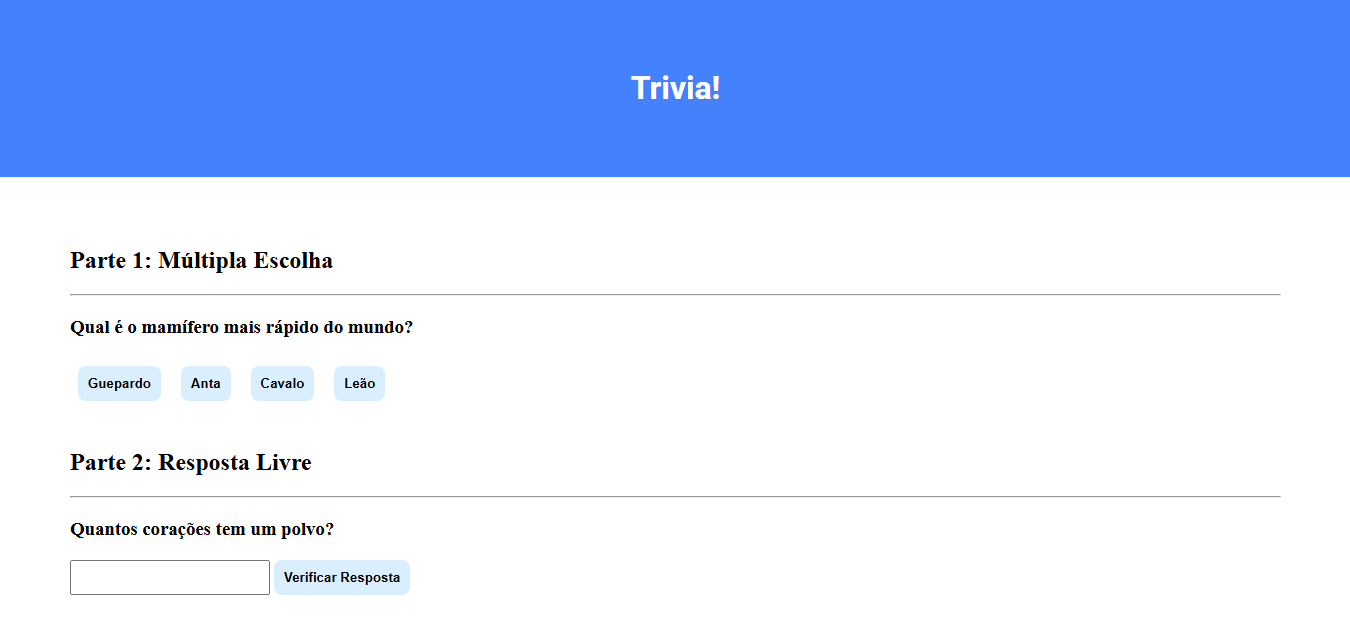 Trivia!
Parte 1: Múltipla Escolha
Qual é o mamífero mais rápido do mundo?
Guepardo Anta Cavalo Leão
Parte 2: Resposta Livre
Quantos corações tem um polvo?
Verificar Resposta